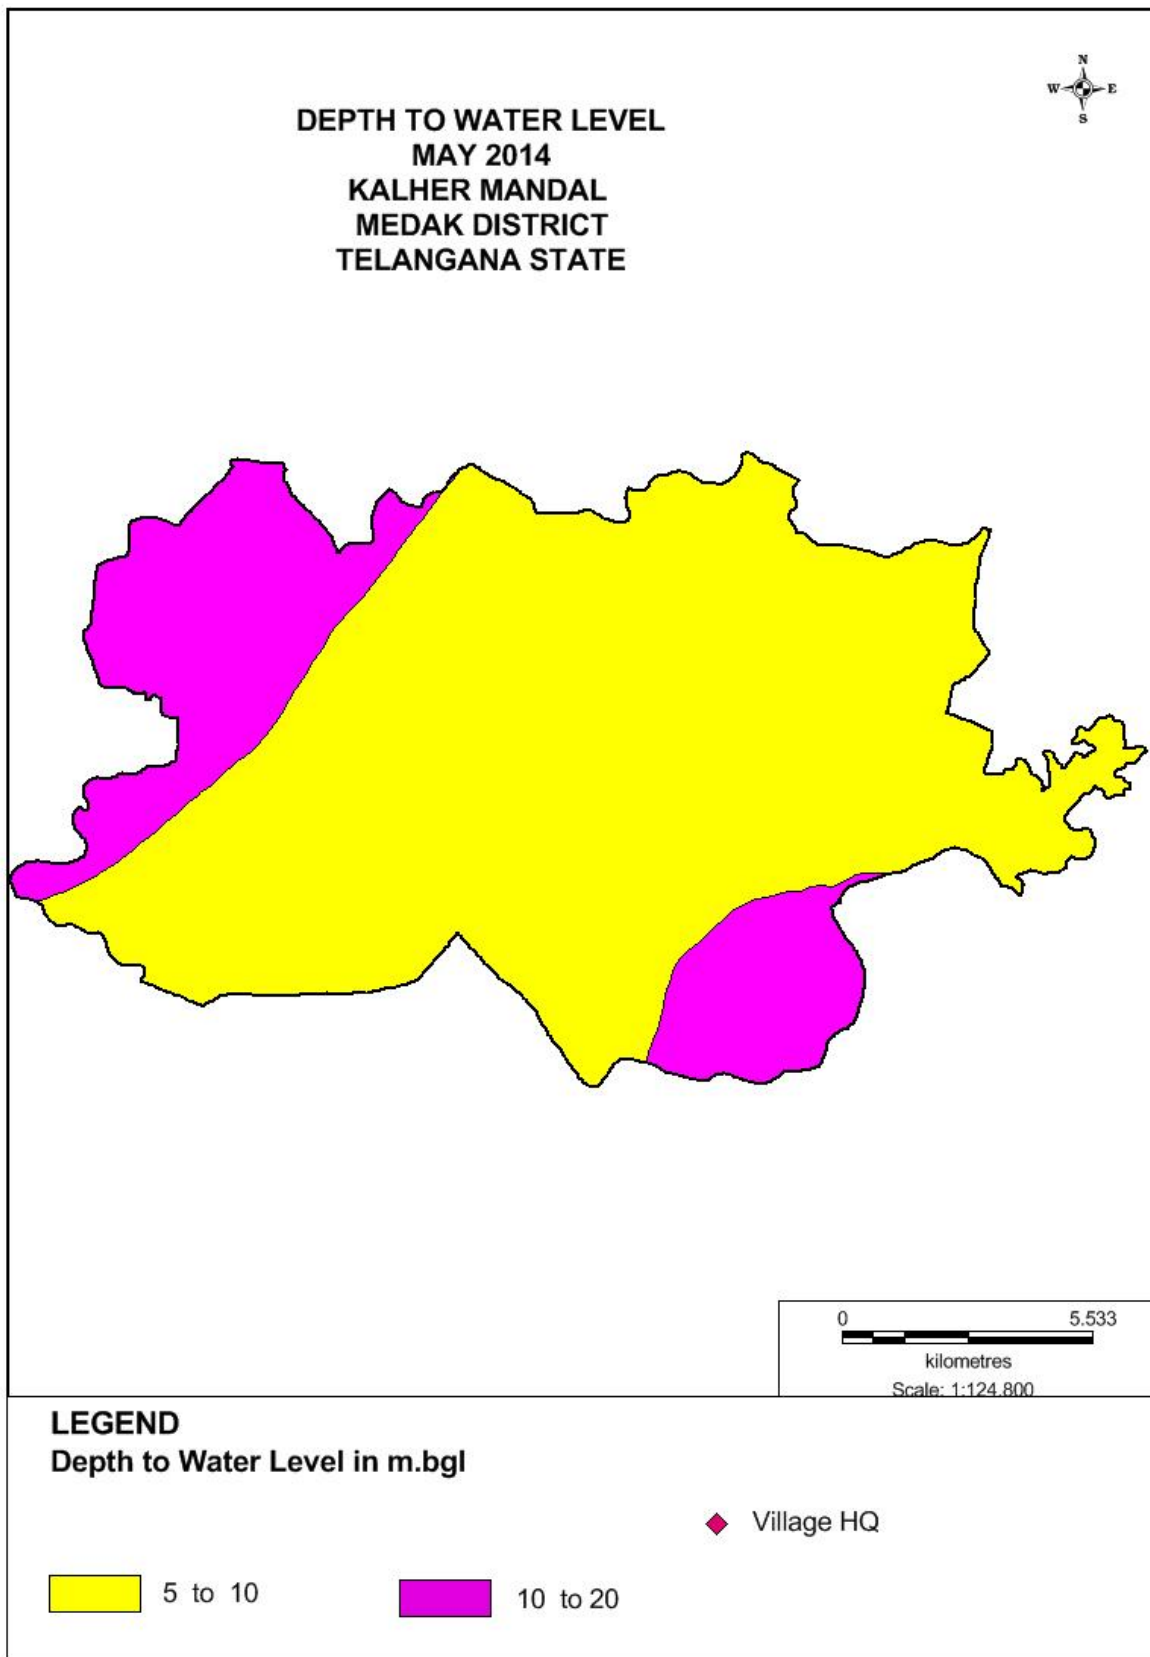 N
W E
S
DEPTH TO WATER LEVEL
MAY 2014
KALHER MANDAL
MEDAK DISTRICT
TELANGANA STATE
0 5.533
kilometres
Scale: 1:124,800
LEGEND
Depth to Water Level in m.bgl
Village HQ
5 to 10
10 to 20